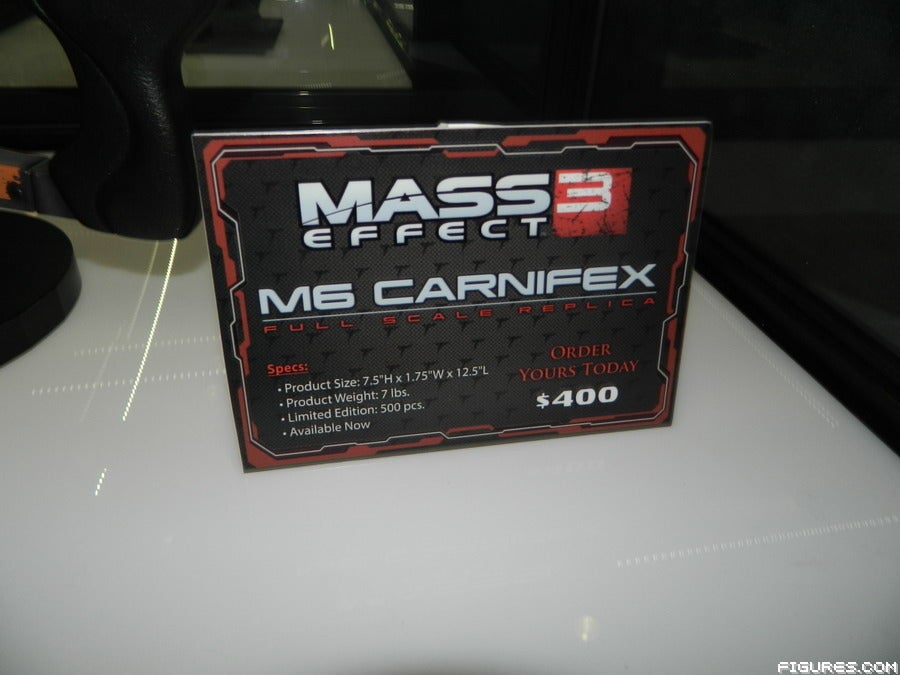 MASS 3
EFFECT
M6 CARNIFEX
FULL SCALE REPLICA
Specs:
• Product Size: 7.5"H x 1.75"W x 12.5"L
• Product Weight: 7 lbs.
• Limited Edition: 500 pcs.
• Available Now
ORDER
YOURS TODAY
$400
FIGURES.COM